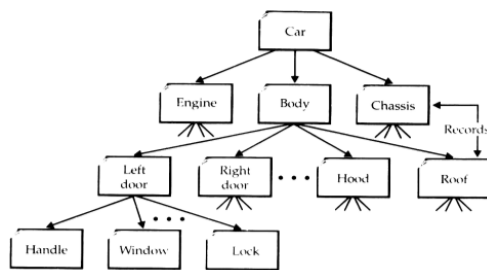 Car
Engine
Body
Chassis
Records
Left
door
Right
door
Hood
Roof
Handle
Window
Lock